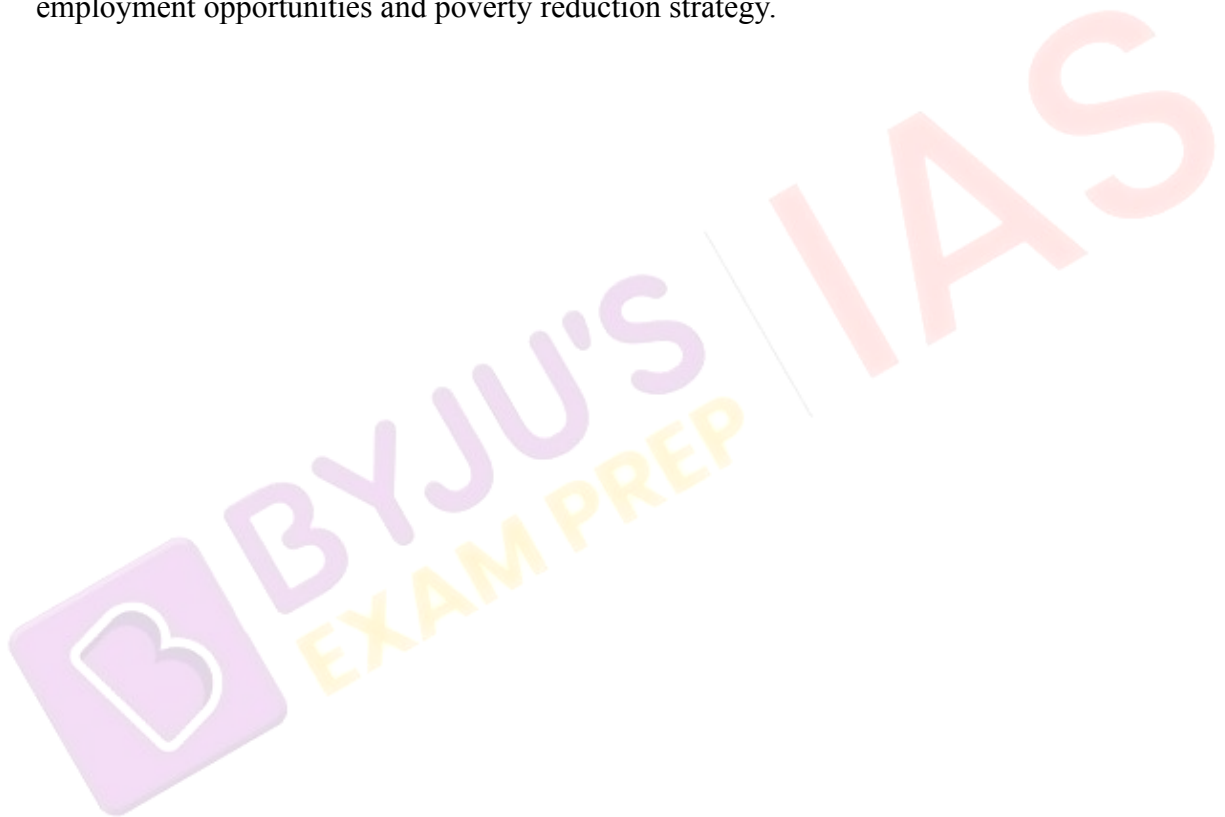 employment opportunities and poverty reduction strategy.
IAS
BYJU'S
EXAM PREP
B